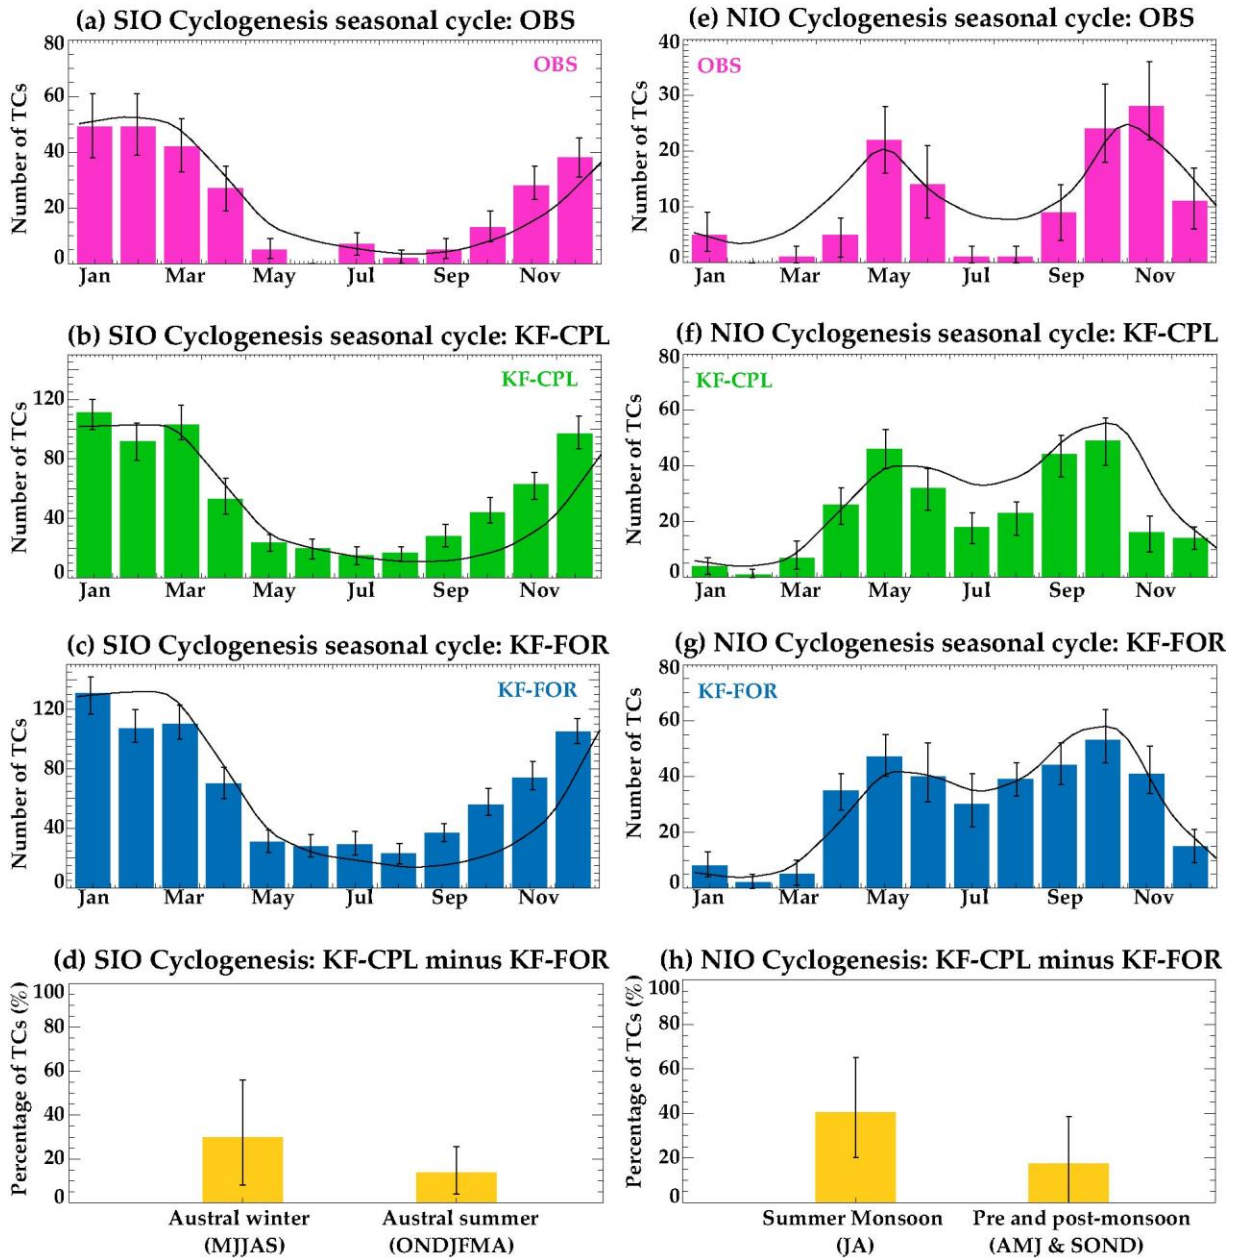 (a) SIO Cyclogenesis seasonal cycle: OBS
80
60
40
20
0
Number of TCs
OBS
Jan Mar May Jul Sep Nov
(b) SIO Cyclogenesis seasonal cycle: KF-CPL
120
80
40
0
Number of TCs
KF-CPL
Jan Mar May Jul Sep Nov
(c) SIO Cyclogenesis seasonal cycle: KF-FOR
120
80
40
0
Number of TCs
KF-FOR
Jan Mar May Jul Sep Nov
(d) SIO Cyclogenesis: KF-CPL minus KF-FOR
100
80
60
40
20
0
Percentage of TCs (%)
Austral winter Austral summer
(MJJAS) (ONDJFMA)
(e) NIO Cyclogenesis seasonal cycle: OBS
40
30
20
10
0
Number of TCs
OBS
Jan Mar May Jul Sep Nov
(f) NIO Cyclogenesis seasonal cycle: KF-CPL
80
60
40
20
0
Number of TCs
KF-CPL
Jan Mar May Jul Sep Nov
(g) NIO Cyclogenesis seasonal cycle: KF-FOR
80
60
40
20
0
Number of TCs
KF-FOR
Jan Mar May Jul Sep Nov
(h) NIO Cyclogenesis: KF-CPL minus KF-FOR
100
80
60
40
20
0
Percentage of TCs (%)
Summer Monsoon Pre and post-monsoon
(JA) (AMJ & SOND)